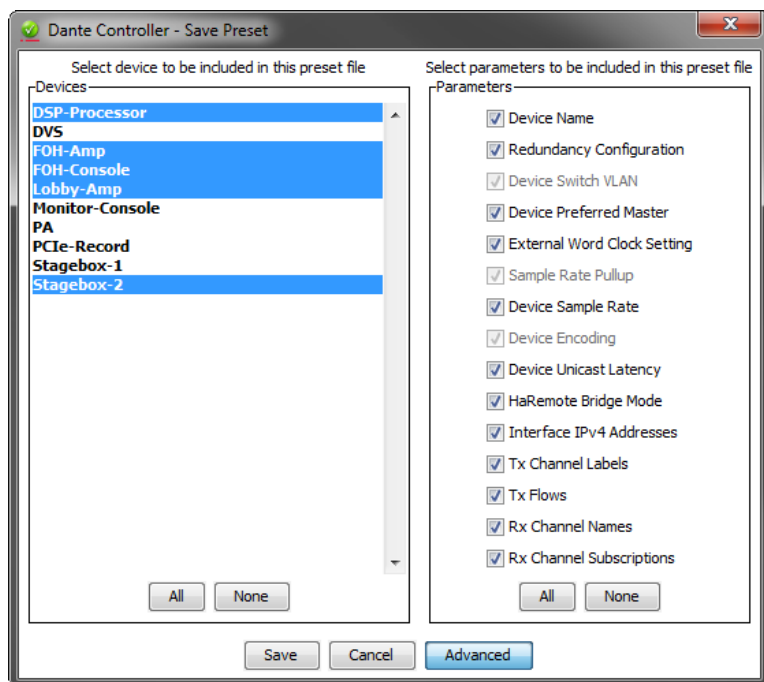 Dante Controller - Save Preset
Select device to be included in this preset file
Devices
DSP-Processor
DVS
FOH-Amp
FOH-Console
Lobby-Amp
Monitor-Console
PA
PCIe-Record
Stagebox-1
Stagebox-2
All None
Select parameters to be included in this preset file
Parameters
Device Name
Redundancy Configuration
Device Switch VLAN
Device Preferred Master
External Word Clock Setting
Sample Rate Pullup
Device Sample Rate
Device Encoding
Device Unicast Latency
HaRemote Bridge Mode
Interface IPv4 Addresses
Tx Channel Labels
Tx Flows
Rx Channel Names
Rx Channel Subscriptions
All None
Save Cancel Advanced